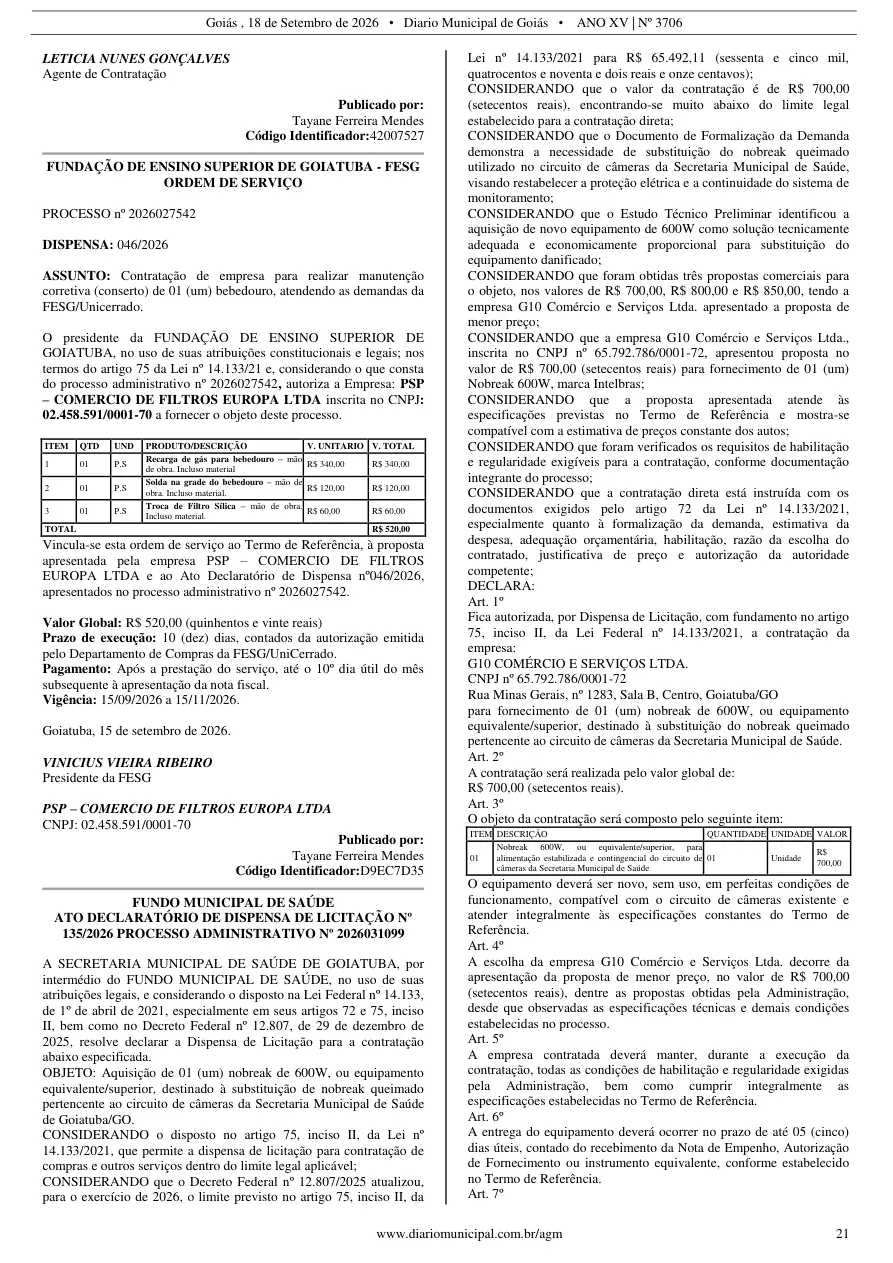 Goiás , 18 de Setembro de 2026 • Diario Municipal de Goiás • ANO XV | Nº 3706
LETICIA NUNES GONÇALVES
Agente de Contratação
Publicado por:
Tayane Ferreira Mendes
Código Identificador:42007527
FUNDAÇÃO DE ENSINO SUPERIOR DE GOIATUBA - FESG
ORDEM DE SERVIÇO
PROCESSO nº 2026027542
DISPENSA: 046/2026
ASSUNTO: Contratação de empresa para realizar manutenção
corretiva (conserto) de 01 (um) bebedouro, atendendo as demandas da
FESG/Unicerrado.
O presidente da FUNDAÇÃO DE ENSINO SUPERIOR DE
GOIATUBA, no uso de suas atribuições constitucionais e legais; nos
termos do artigo 75 da Lei nº 14.133/21 e, considerando o que consta
do processo administrativo nº 2026027542, autoriza a Empresa: PSP
– COMERCIO DE FILTROS EUROPA LTDA inscrita no CNPJ:
02.458.591/0001-70 a fornecer o objeto deste processo.
ITEM QTD UND PRODUTO/DESCRIÇÃO V. UNITARIO V. TOTAL
1 01 P.S Recarga de gás para bebedouro – mão de obra. Incluso material R$ 340,00 R$ 340,00
2 01 P.S Solda na grade do bebedouro – mão de obra. Incluso material. R$ 120,00 R$ 120,00
3 01 P.S Troca de Filtro Sílica – mão de obra. Incluso material. R$ 60,00 R$ 60,00
TOTAL R$ 520,00
Vincula-se esta ordem de serviço ao Termo de Referência, à proposta
apresentada pela empresa PSP – COMERCIO DE FILTROS
EUROPA LTDA e ao Ato Declaratório de Dispensa nº046/2026,
apresentados no processo administrativo nº 2026027542.
Valor Global: R$ 520,00 (quinhentos e vinte reais)
Prazo de execução: 10 (dez) dias, contados da autorização emitida
pelo Departamento de Compras da FESG/UniCerrado.
Pagamento: Após a prestação do serviço, até o 10º dia útil do mês
subsequente à apresentação da nota fiscal.
Vigência: 15/09/2026 a 15/11/2026.
Goiatuba, 15 de setembro de 2026.
VINICIUS VIEIRA RIBEIRO
Presidente da FESG
PSP – COMERCIO DE FILTROS EUROPA LTDA
CNPJ: 02.458.591/0001-70
Publicado por:
Tayane Ferreira Mendes
Código Identificador:D9EC7D35
FUNDO MUNICIPAL DE SAÚDE
ATO DECLARATÓRIO DE DISPENSA DE LICITAÇÃO Nº
135/2026 PROCESSO ADMINISTRATIVO Nº 2026031099
A SECRETARIA MUNICIPAL DE SAÚDE DE GOIATUBA, por
intermédio do FUNDO MUNICIPAL DE SAÚDE, no uso de suas
atribuições legais, e considerando o disposto na Lei Federal nº 14.133,
de 1º de abril de 2021, especialmente em seus artigos 72 e 75, inciso
II, bem como no Decreto Federal nº 12.807, de 29 de dezembro de
2025, resolve declarar a Dispensa de Licitação para a contratação
abaixo especificada.
OBJETO: Aquisição de 01 (um) nobreak de 600W, ou equipamento
equivalente/superior, destinado à substituição de nobreak queimado
pertencente ao circuito de câmeras da Secretaria Municipal de Saúde
de Goiatuba/GO.
CONSIDERANDO o disposto no artigo 75, inciso II, da Lei nº
14.133/2021, que permite a dispensa de licitação para contratação de
compras e outros serviços dentro do limite legal aplicável;
CONSIDERANDO que o Decreto Federal nº 12.807/2025 atualizou,
para o exercício de 2026, o limite previsto no artigo 75, inciso II, da
Lei nº 14.133/2021 para R$ 65.492,11 (sessenta e cinco mil,
quatrocentos e noventa e dois reais e onze centavos);
CONSIDERANDO que o valor da contratação é de R$ 700,00
(setecentos reais), encontrando-se muito abaixo do limite legal
estabelecido para a contratação direta;
CONSIDERANDO que o Documento de Formalização da Demanda
demonstra a necessidade de substituição do nobreak queimado
utilizado no circuito de câmeras da Secretaria Municipal de Saúde,
visando restabelecer a proteção elétrica e a continuidade do sistema de
monitoramento;
CONSIDERANDO que o Estudo Técnico Preliminar identificou a
aquisição de novo equipamento de 600W como solução tecnicamente
adequada e economicamente proporcional para substituição do
equipamento danificado;
CONSIDERANDO que foram obtidas três propostas comerciais para
o objeto, nos valores de R$ 700,00, R$ 800,00 e R$ 850,00, tendo a
empresa G10 Comércio e Serviços Ltda. apresentado a proposta de
menor preço;
CONSIDERANDO que a empresa G10 Comércio e Serviços Ltda.,
inscrita no CNPJ nº 65.792.786/0001-72, apresentou proposta no
valor de R$ 700,00 (setecentos reais) para fornecimento de 01 (um)
Nobreak 600W, marca Intelbras;
CONSIDERANDO que a proposta apresentada atende às
especificações previstas no Termo de Referência e mostra-se
compatível com a estimativa de preços constante dos autos;
CONSIDERANDO que foram verificados os requisitos de habilitação
e regularidade exigíveis para a contratação, conforme documentação
integrante do processo;
CONSIDERANDO que a contratação direta está instruída com os
documentos exigidos pelo artigo 72 da Lei nº 14.133/2021,
especialmente quanto à formalização da demanda, estimativa da
despesa, adequação orçamentária, habilitação, razão da escolha do
contratado, justificativa de preço e autorização da autoridade
competente;
DECLARA:
Art. 1º
Fica autorizada, por Dispensa de Licitação, com fundamento no artigo
75, inciso II, da Lei Federal nº 14.133/2021, a contratação da
empresa:
G10 COMÉRCIO E SERVIÇOS LTDA.
CNPJ nº 65.792.786/0001-72
Rua Minas Gerais, nº 1283, Sala B, Centro, Goiatuba/GO
para fornecimento de 01 (um) nobreak de 600W, ou equipamento
equivalente/superior, destinado à substituição do nobreak queimado
pertencente ao circuito de câmeras da Secretaria Municipal de Saúde.
Art. 2º
A contratação será realizada pelo valor global de:
R$ 700,00 (setecentos reais).
Art. 3º
O objeto da contratação será composto pelo seguinte item:
ITEM DESCRIÇÃO QUANTIDADE UNIDADE VALOR
01 Nobreak 600W, ou equivalente/superior, para alimentação estabilizada e contingencial do circuito de câmeras da Secretaria Municipal de Saúde 01 Unidade R$ 700,00
O equipamento deverá ser novo, sem uso, em perfeitas condições de
funcionamento, compatível com o circuito de câmeras existente e
atender integralmente às especificações constantes do Termo de
Referência.
Art. 4º
A escolha da empresa G10 Comércio e Serviços Ltda. decorre da
apresentação da proposta de menor preço, no valor de R$ 700,00
(setecentos reais), dentre as propostas obtidas pela Administração,
desde que observadas as especificações técnicas e demais condições
estabelecidas no processo.
Art. 5º
A empresa contratada deverá manter, durante a execução da
contratação, todas as condições de habilitação e regularidade exigidas
pela Administração, bem como cumprir integralmente as
especificações estabelecidas no Termo de Referência.
Art. 6º
A entrega do equipamento deverá ocorrer no prazo de até 05 (cinco)
dias úteis, contado do recebimento da Nota de Empenho, Autorização
de Fornecimento ou instrumento equivalente, conforme estabelecido
no Termo de Referência.
Art. 7º
www.diariomunicipal.com.br/agm 21